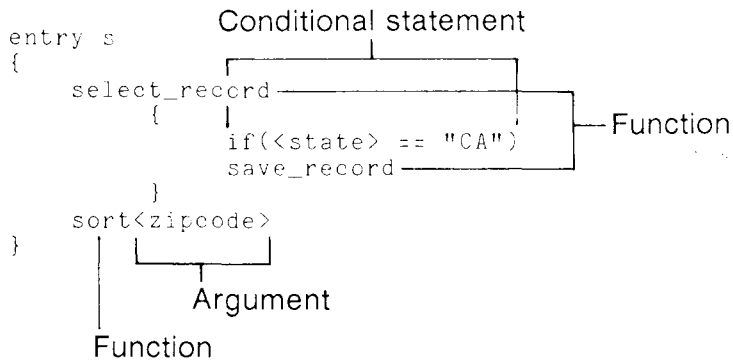 Conditional statement
entry s
{
select_record
{
Function
if(<state> == "CA")
save_record
}
sort<zipcode>
}
Argument
Function